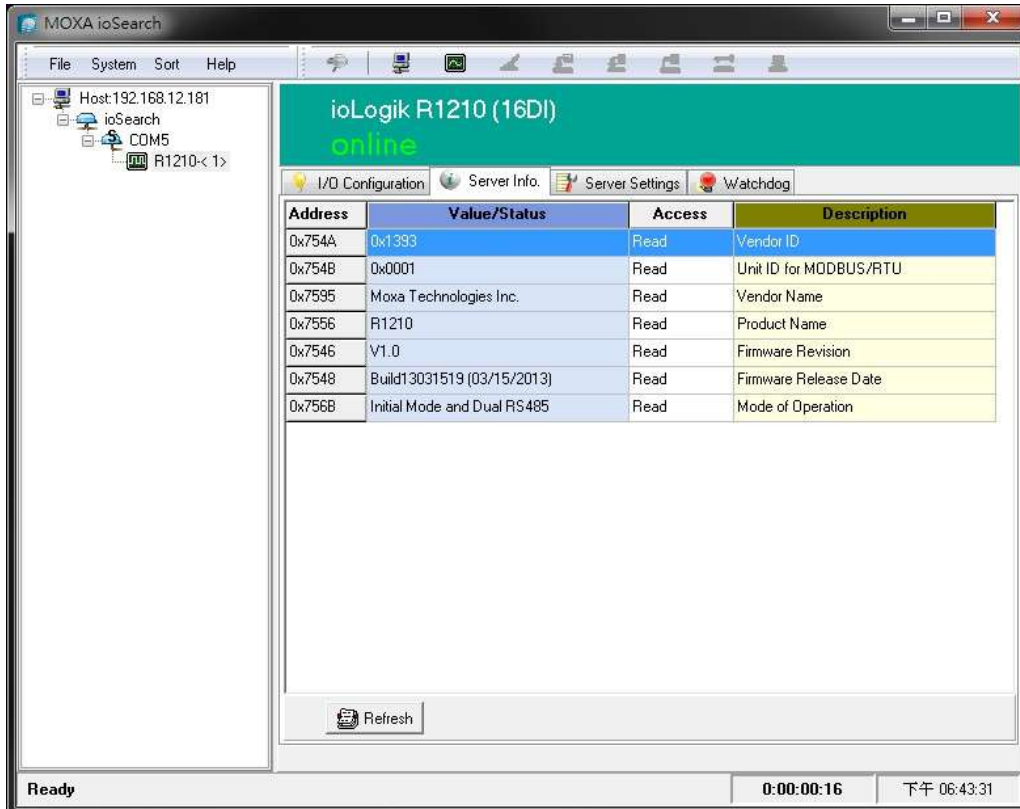 MOXA ioSearch
File System Sort Help
Host:192.168.12.181
ioSearch
COM5
R1210-< 1>
ioLogik R1210 (16DI)
online
I/O Configuration Server Info. Server Settings Watchdog
Address Value/Status Access Description
0x754A 0x1393 Read Vendor ID
0x754B 0x0001 Read Unit ID for MODBUS/RTU
0x7595 Moxa Technologies Inc. Read Vendor Name
0x7556 R1210 Read Product Name
0x7546 V1.0 Read Firmware Revision
0x7548 Build13031519 (03/15/2013) Read Firmware Release Date
0x756B Initial Mode and Dual RS485 Read Mode of Operation
Refresh
Ready 0:00:00:16 下午 06:43:31